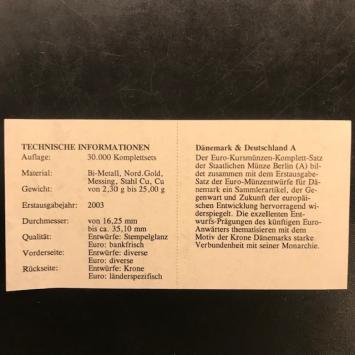 TECHNISCHE INFORMATIONEN
Auflage: 30.000 Komplettsets
Material: Bi-Metall, Nord.Gold,
Messing, Stahl Cu, Cu
Gewicht: von 2,30 g bis 25,00 g
Erstausgabejahr: 2003
Durchmesser: von 16,25 mm
bis ca. 35,10 mm
Qualität: Entwürfe: Stempelglanz
Euro: bankfrisch
Vorderseite: Entwürfe: diverse
Euro: diverse
Rückseite: Entwürfe: Krone
Euro: länderspezifisch
Dänemark & Deutschland A
Der Euro-Kursmünzen-Komplett-Satz
der Staatlichen Münze Berlin (A) bil-
det zusammen mit dem Erstausgabe-
Satz der Euro-Münzentwürfe für Dä-
nemark ein Sammlerartikel, der Ge-
genwart und Zukunft der europäi-
schen Entwicklung hervorragend wi-
derspiegelt. Die exzellenten Ent-
wurfs-Prägungen des künftigen Euro-
Anwärters thematisieren mit dem
Motiv der Krone Dänemarks starke
Verbundenheit mit seiner Monarchie.